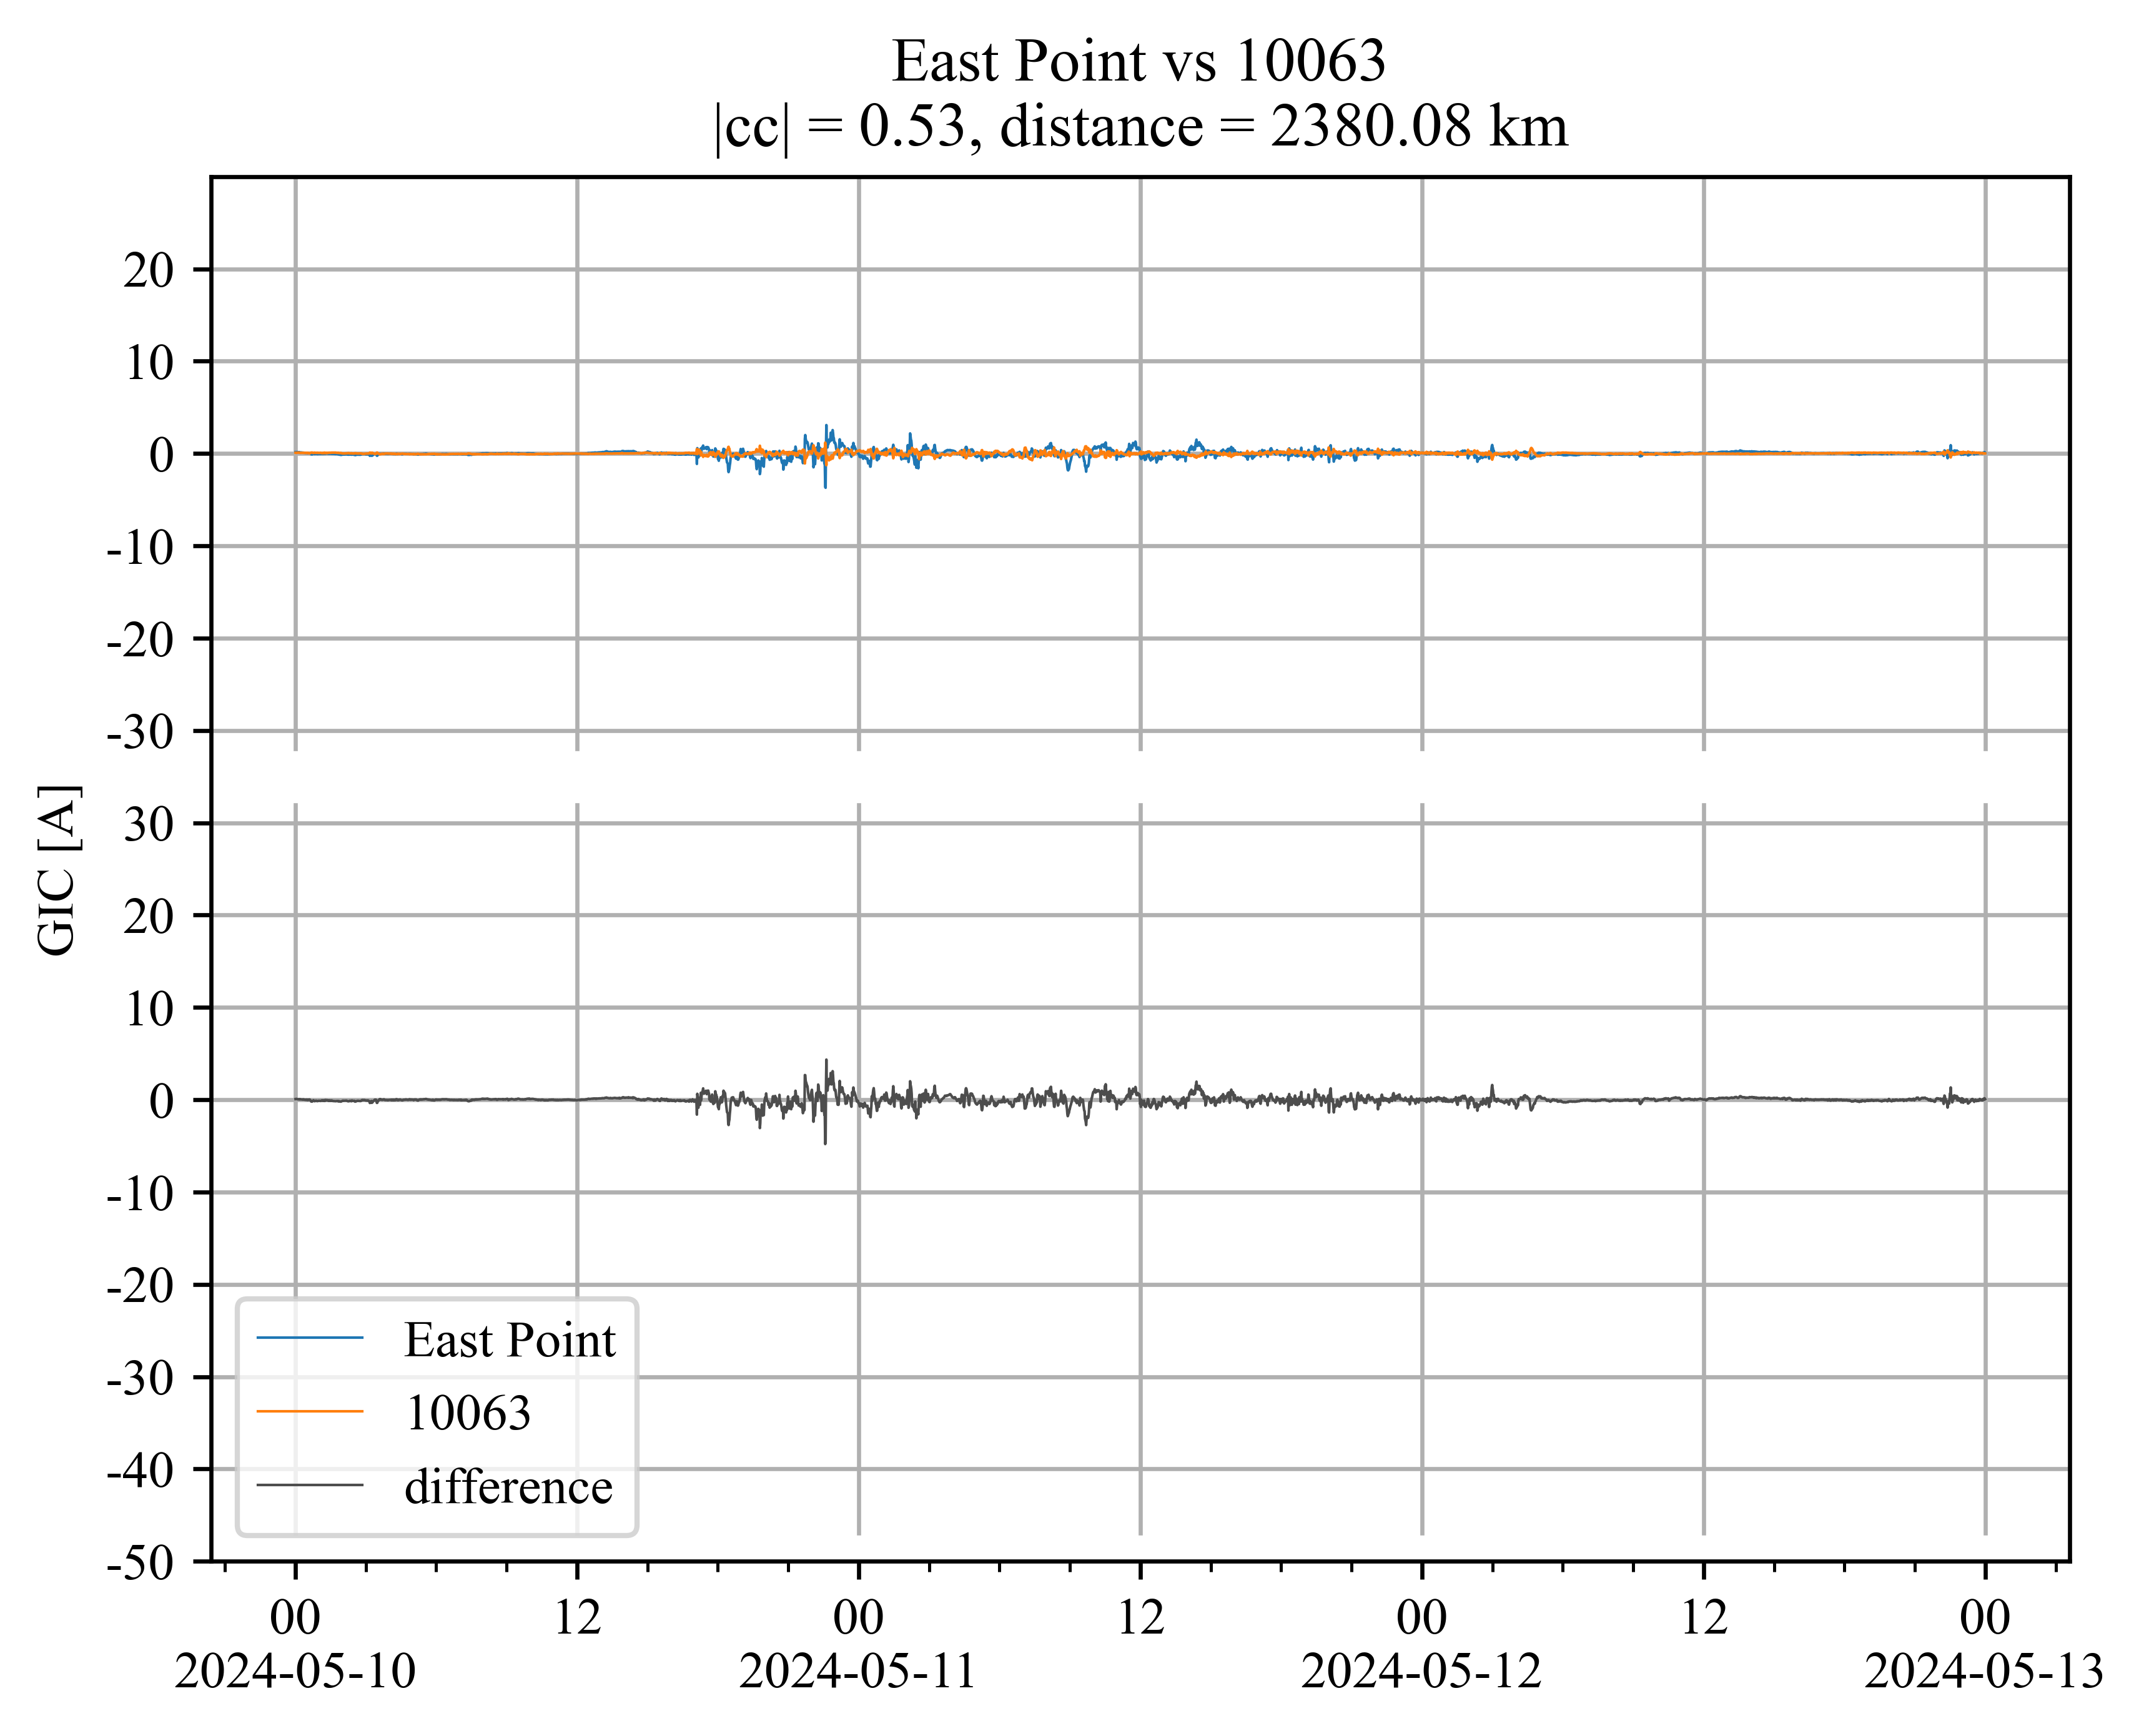 East Point vs 10063
|cc| = 0.53, distance = 2380.08 km
20
10
0
-10
-20
-30
GIC [A]
30
20
10
0
-10
-20
-30
-40
-50
East Point
10063
difference
00 12 00 12 00 12 00
2024-05-10 2024-05-11 2024-05-12 2024-05-13